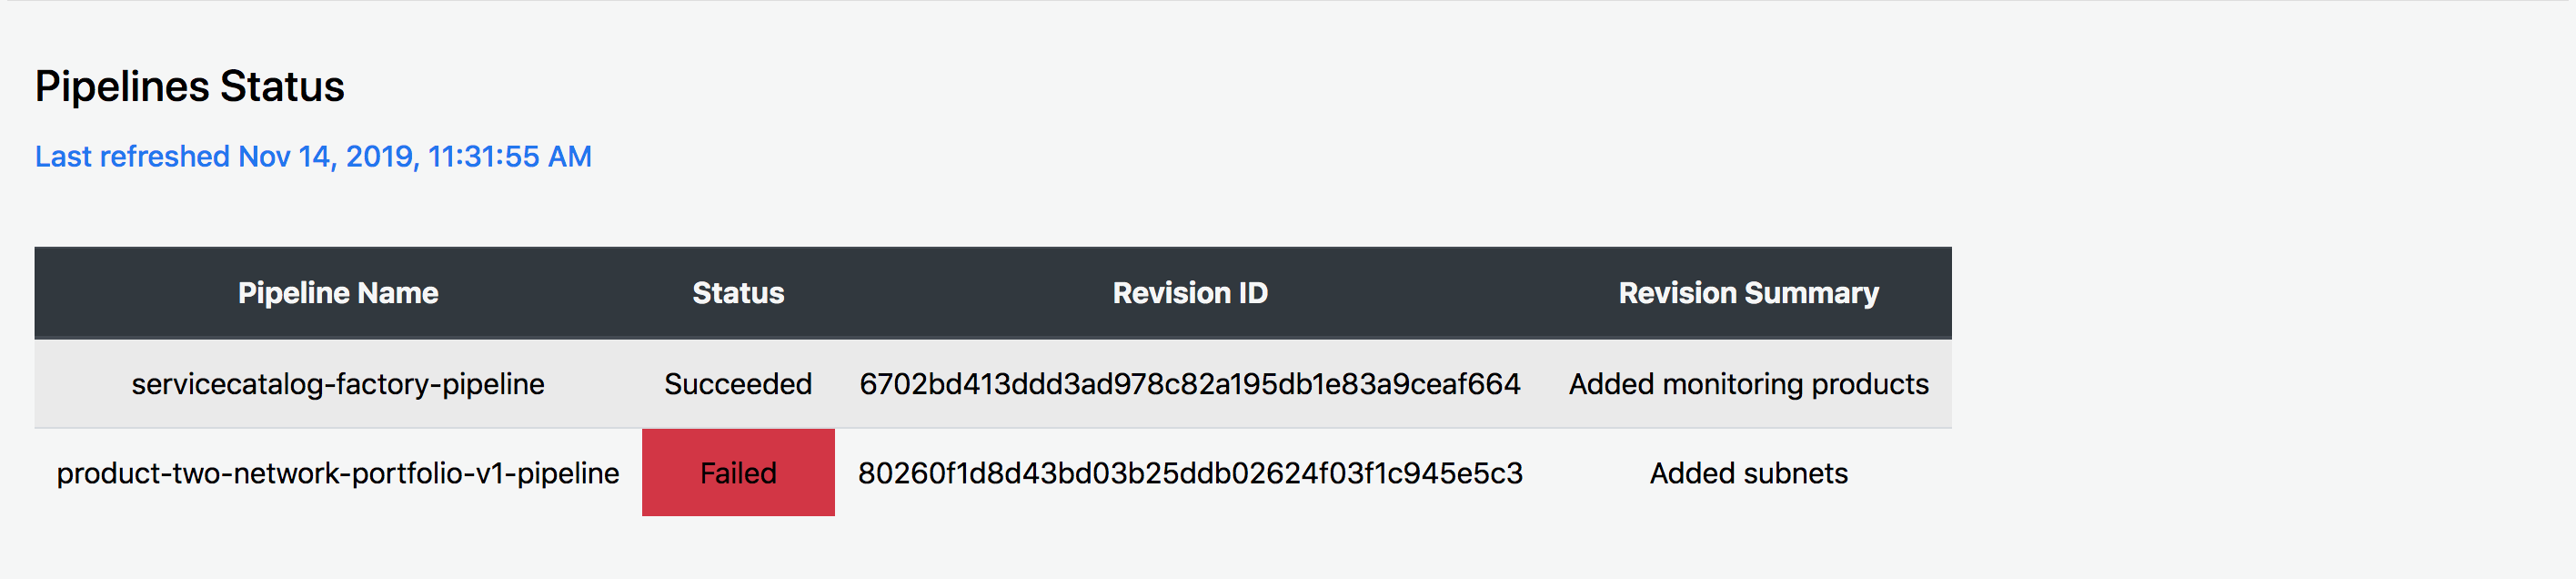 Pipelines Status
Last refreshed Nov 14, 2019, 11:31:55 AM
Pipeline Name Status Revision ID Revision Summary
servicecatalog-factory-pipeline Succeeded 6702bd413ddd3ad978c82a195db1e83a9ceaf664 Added monitoring products
product-two-network-portfolio-v1-pipeline Failed 80260f1d8d43bd03b25ddb02624f03f1c945e5c3 Added subnets